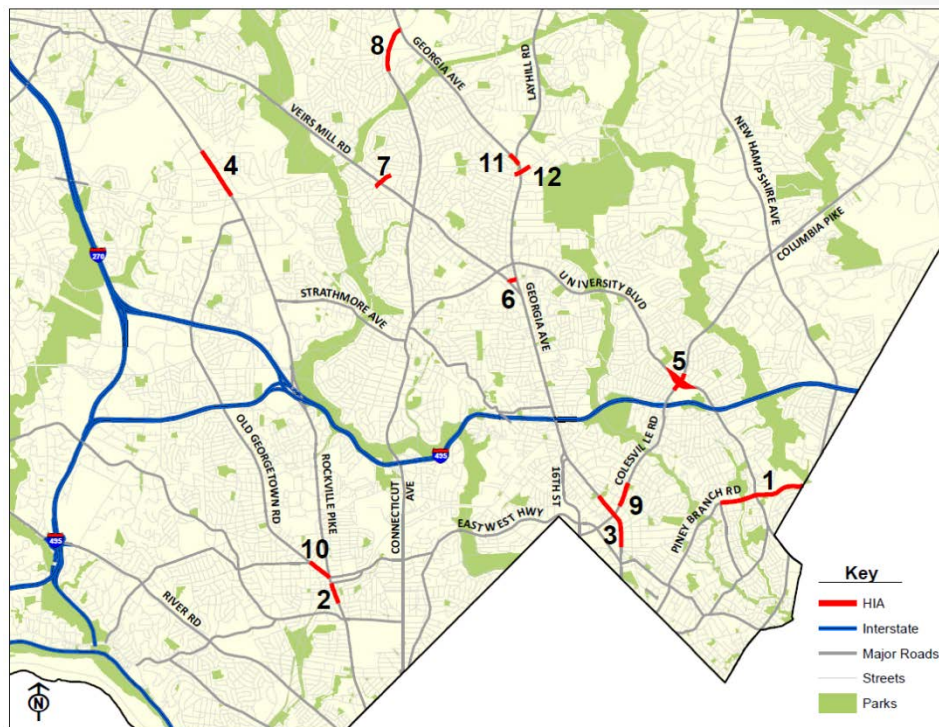 8
GEORGIA AVE
LAYHILL RD
VEIRS MILL RD
NEW HAMPSHIRE AVE
4
7
11
12
COLUMBIA PIKE
270
UNIVERSITY BLVD
STRATHMORE AVE
6
GEORGIA AVE
5
OLD GEORGETOWN RD
ROCKVILLE PIKE
CONNECTICUT
AVE
495
16TH ST
COLESVILLE RD
PINEY BRANCH RD
1
9
EAST WEST HWY
3
495
10
2
RIVER RD
Key
HIA
Interstate
Major Roads
Streets
Parks
N